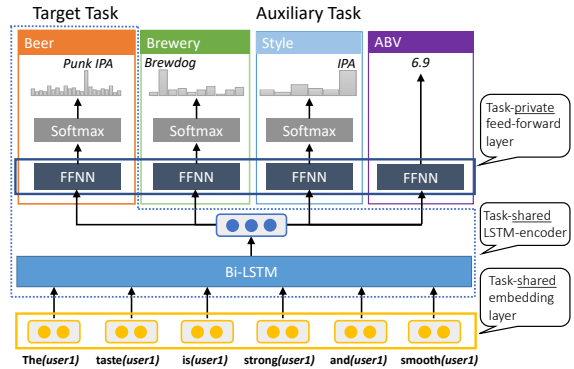 Target Task
Auxiliary Task
Beer
Brewery
Style
ABV
Punk IPA
Brewdog
IPA
6.9
Softmax
Softmax
Softmax
FFNN
FFNN
FFNN
FFNN
Task-private
feed-forward
layer
Task-shared
LSTM-encoder
Bi-LSTM
Task-shared
embedding
layer
The(user1)
taste(user1)
is(user1)
strong(user1)
and(user1)
smooth(user1)